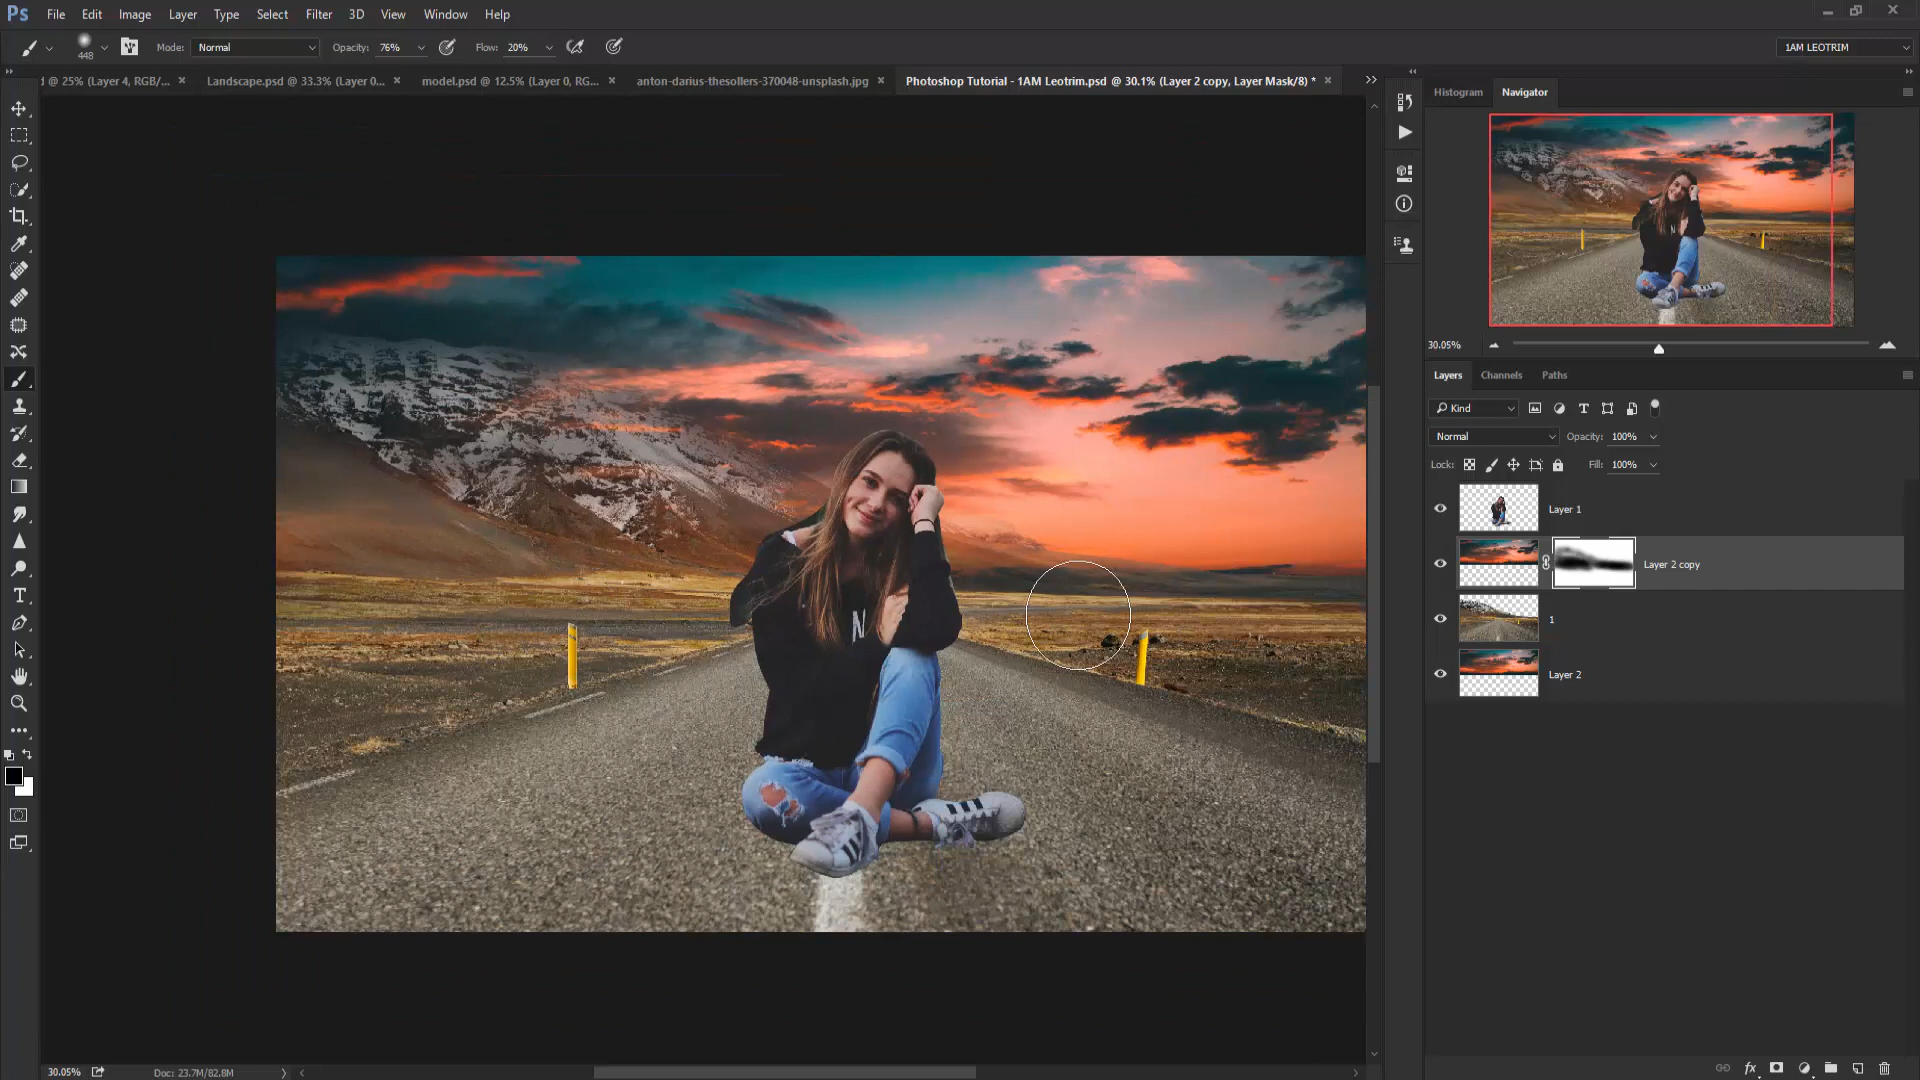 Ps File Edit Image Layer Type Select Filter 3D View Window Help
448 Mode: Normal Opacity: 76% Flow: 20% 1AM LEOTRIM
d @ 25% (Layer 4, RGB/... × Landscape.psd @ 33.3% (Layer 0... × model.psd @ 12.5% (Layer 0, RG... × anton-darius-thesollers-370048-unsplash.jpg × Photoshop Tutorial - 1AM Leotrim.psd @ 30.1% (Layer 2 copy, Layer Mask/8) * ×
Histogram Navigator
30.05%
Layers Channels Paths
Kind
Normal Opacity: 100%
Lock: Fill: 100%
Layer 1
Layer 2 copy
1
Layer 2
N
30.05% Doc: 23.7M/82.8M
fx